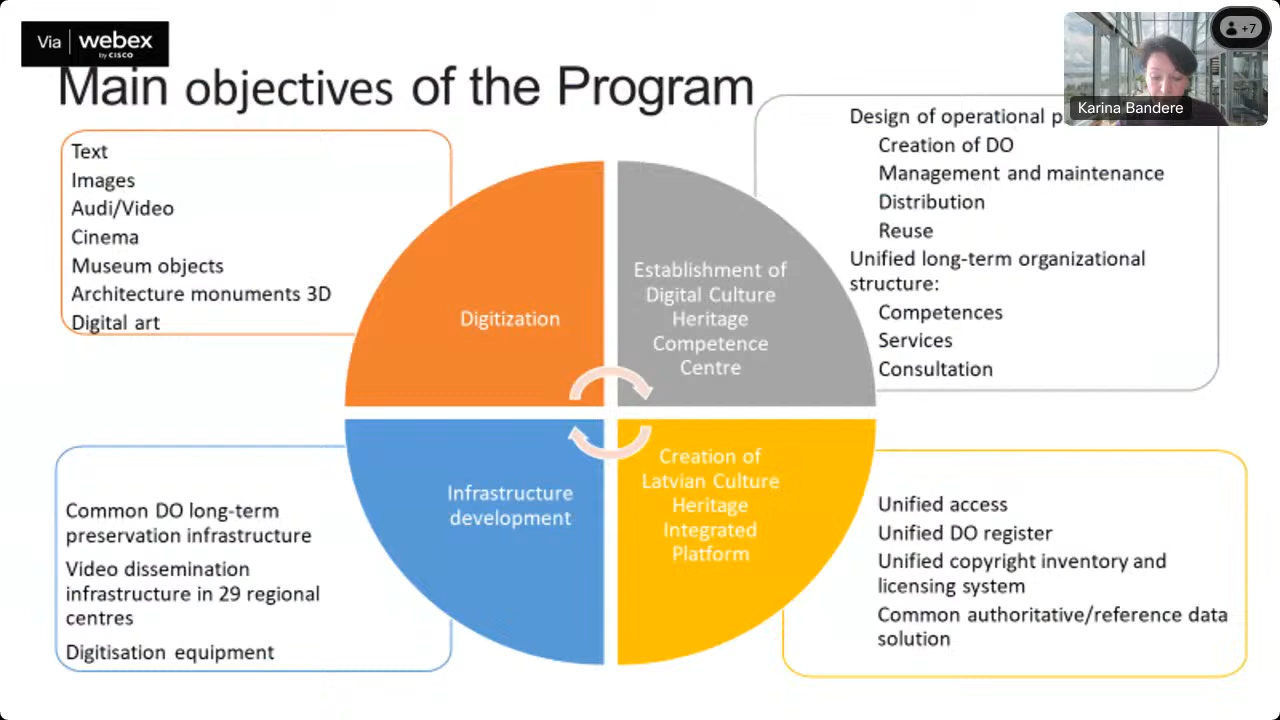 Via webex
by CISCO
+7
Karina Bandere
Main objectives of the Program
Text
Images
Audi/Video
Cinema
Museum objects
Architecture monuments 3D
Digital art
Digitization
Establishment of
Digital Culture
Heritage
Competence
Centre
Design of operational
Creation of DO
Management and maintenance
Distribution
Reuse
Unified long-term organizational
structure:
Competences
Services
Consultation
Common DO long-term
preservation infrastructure
Video dissemination
infrastructure in 29 regional
centres
Digitisation equipment
Infrastructure
development
Creation of
Latvian Culture
Heritage
Integrated
Platform
Unified access
Unified DO register
Unified copyright inventory and
licensing system
Common authoritative/reference data
solution